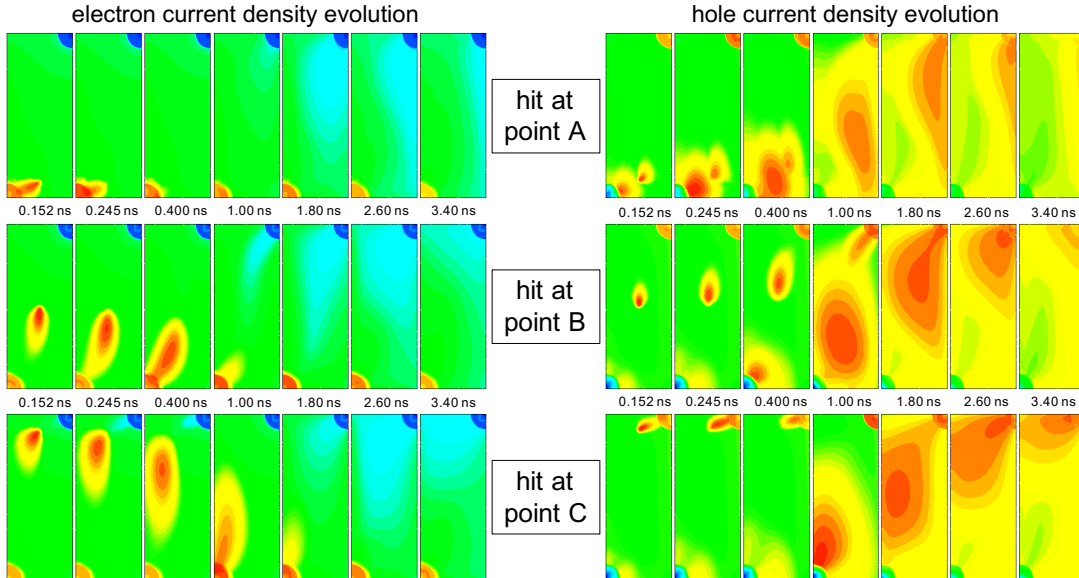 electron current density evolution
hole current density evolution
hit at
point A
0.152 ns 0.245 ns 0.400 ns 1.00 ns 1.80 ns 2.60 ns 3.40 ns
0.152 ns 0.245 ns 0.400 ns 1.00 ns 1.80 ns 2.60 ns 3.40 ns
hit at
point B
0.152 ns 0.245 ns 0.400 ns 1.00 ns 1.80 ns 2.60 ns 3.40 ns
0.152 ns 0.245 ns 0.400 ns 1.00 ns 1.80 ns 2.60 ns 3.40 ns
hit at
point C